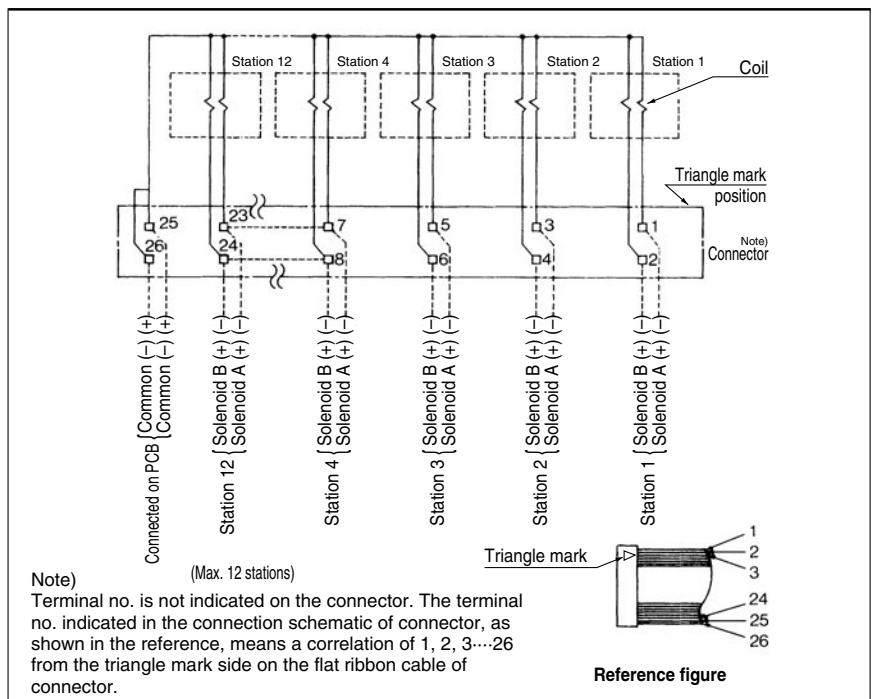 Station 12 Station 4 Station 3 Station 2 Station 1
Coil
Triangle mark
position
25 23 7 5 3 1
26 24 8 6 4 2
Note)
Connector
Connected on PCB { Common (–) (+)
Common (–) (+)
Station 12 { Solenoid B (+) (–)
Solenoid A (+) (–)
Station 4 { Solenoid B (+) (–)
Solenoid A (+) (–)
Station 3 { Solenoid B (+) (–)
Solenoid A (+) (–)
Station 2 { Solenoid B (+) (–)
Solenoid A (+) (–)
Station 1 { Solenoid B (+) (–)
Solenoid A (+) (–)
(Max. 12 stations)
Triangle mark
1
2
3
24
25
26
Reference figure
Note)
Terminal no. is not indicated on the connector. The terminal
no. indicated in the connection schematic of connector, as
shown in the reference, means a correlation of 1, 2, 3····26
from the triangle mark side on the flat ribbon cable of
connector.